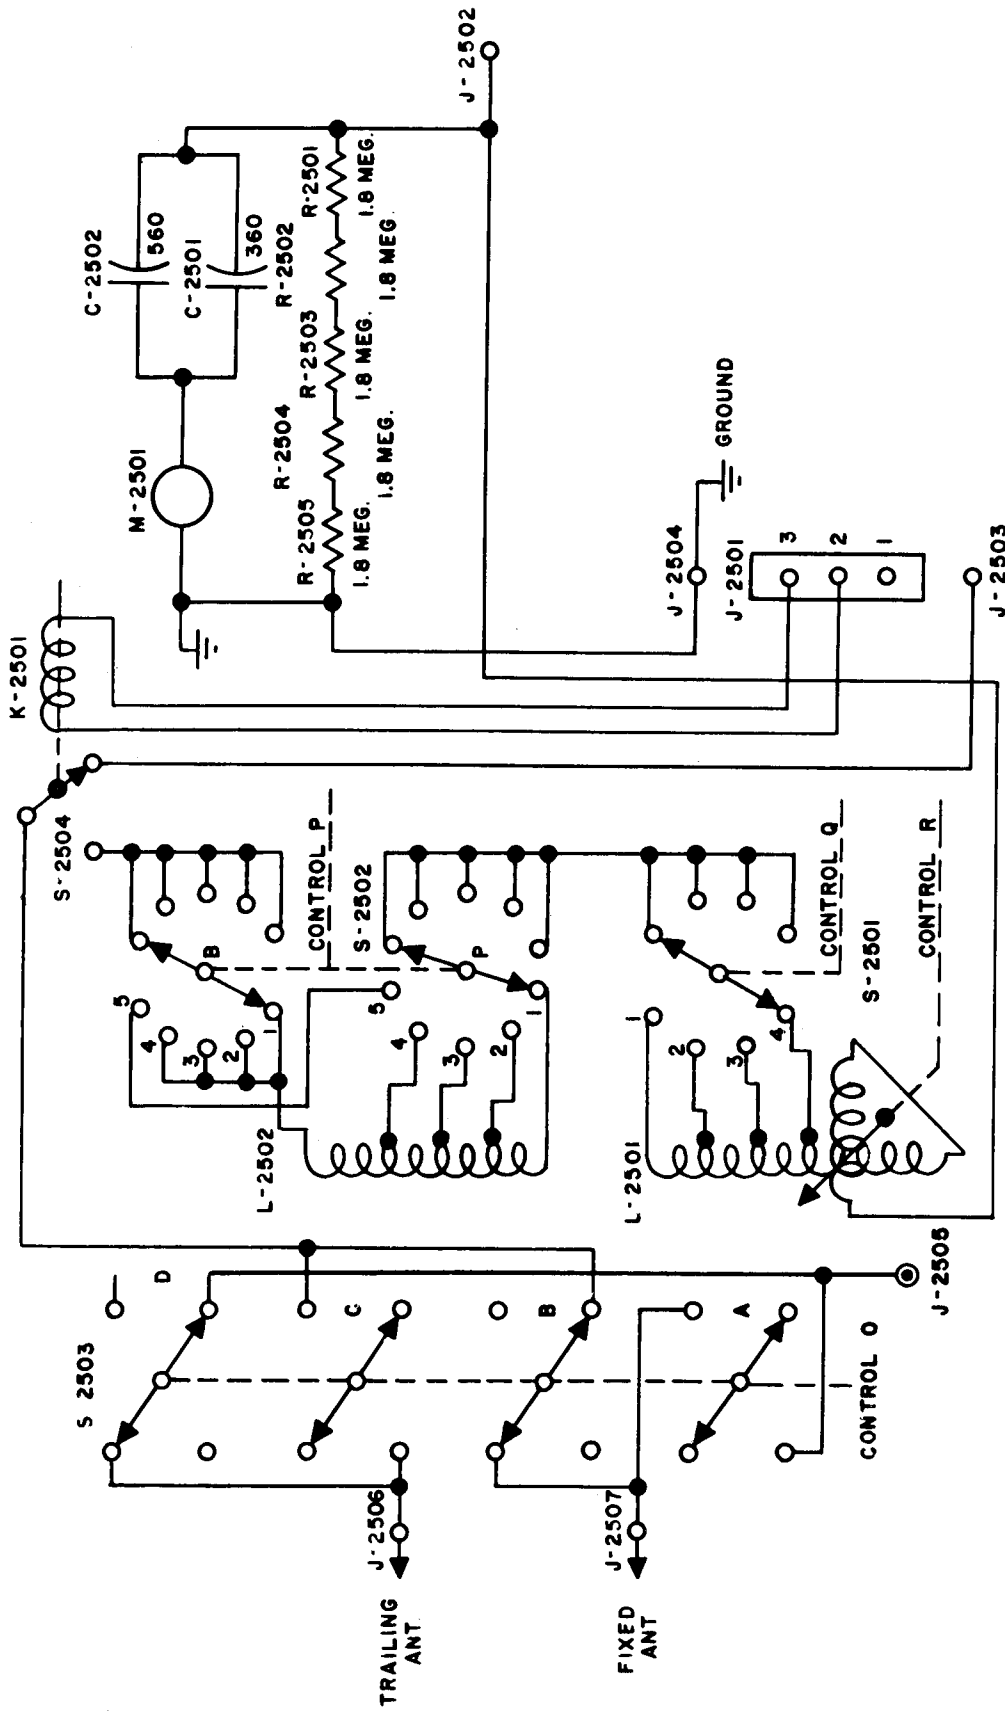 TRAILING
ANT
FIXED
ANT
J-2506
J-2507
S 2503
D
C
B
A
CONTROL O
J-2505
L-2502
L-2501
5
4
3
2
1
B
S-2504
CONTROL P
S-2502
5
4
3
2
1
P
1
2
3
4
CONTROL Q
S-2501
CONTROL R
K-2501
M-2501
C-2502
560
C-2501
360
R-2505
1.8 MEG.
R-2504
1.8 MEG.
R-2503
1.8 MEG.
R-2502
1.8 MEG.
R-2501
1.8 MEG.
J-2502
J-2504
GROUND
J-2501
3
2
1
J-2503